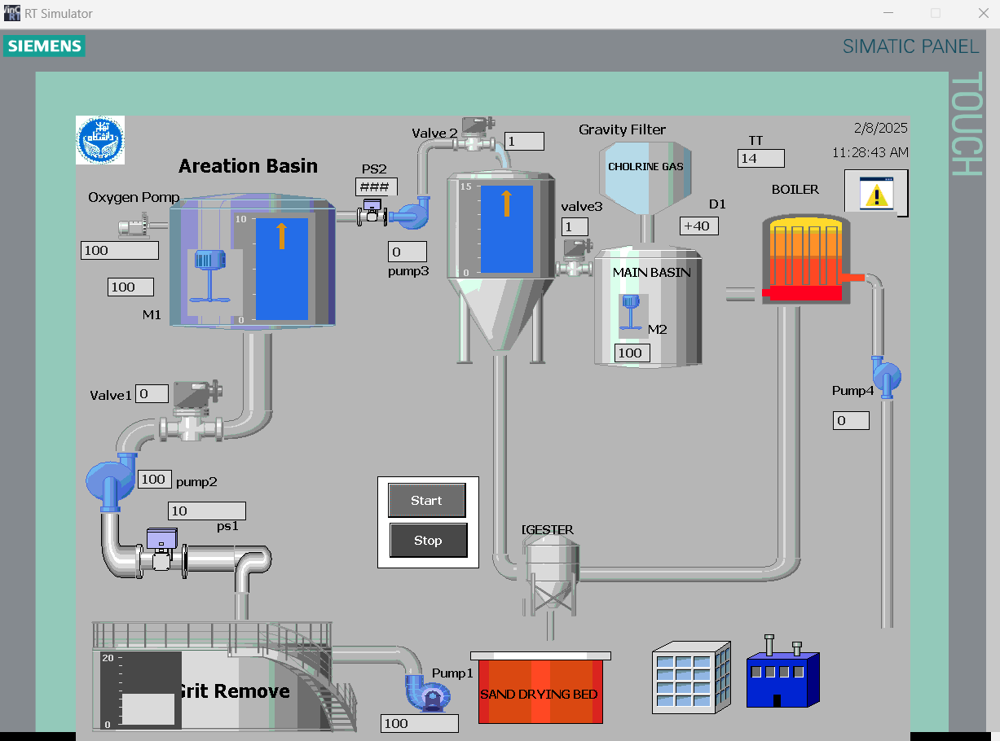 RT Simulator
SIEMENS
SIMATIC PANEL
TOUCH
2/8/2025
11:28:43 AM
Valve 2
1
Gravity Filter
TT
14
Areation Basin
PS2
###
CHOLRINE GAS
BOILER
Oxygen Pomp
100
100
M1
10
0
0
pump3
15
0
valve3
1
D1
+40
MAIN BASIN
M2
100
Valve1
0
Pump4
0
100
pump2
10
ps1
Start
Stop
IGESTER
20
0
Grit Remove
Pump1
100
SAND DRYING BED